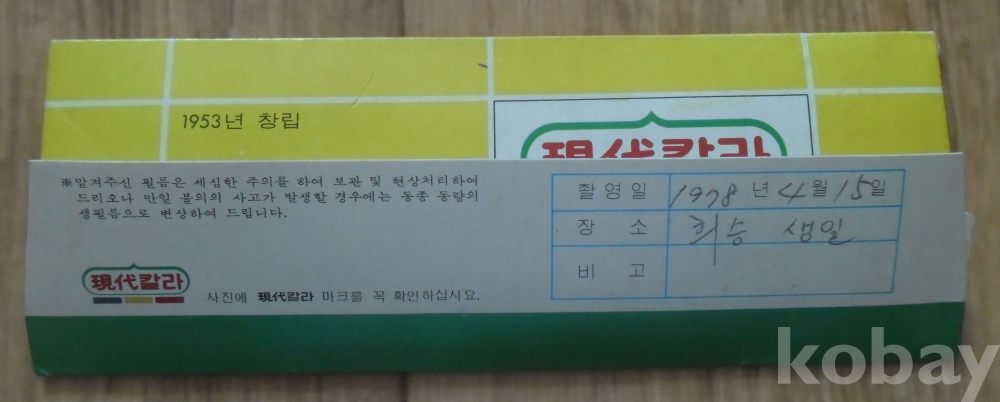 1953년 창립
現代칼라
※맡겨주신 필름은 세심한 주의를 하여 보관 및 현상처리하여
드리오나 만일 불의의 사고가 발생할 경우에는 동종 동량의
생필름으로 변상하여 드립니다.
現代칼라
사진에 現代칼라 마크를 꼭 확인하십시요.
촬영일 1978년 4월 15일
장소 희승 생일
비고
kobay